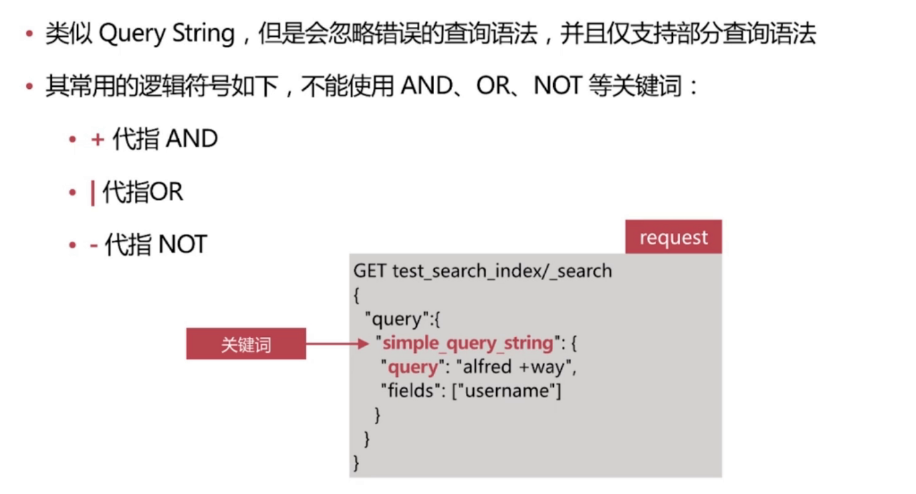 • 类似 Query String，但是会忽略错误的查询语法，并且仅支持部分查询语法
• 其常用的逻辑符号如下，不能使用 AND、OR、NOT 等关键词：
• + 代指 AND
• | 代指OR
• - 代指 NOT
request
GET test_search_index/_search
{
"query":{
关键词
"simple_query_string": {
"query": "alfred +way",
"fields": ["username"]
}
}
}